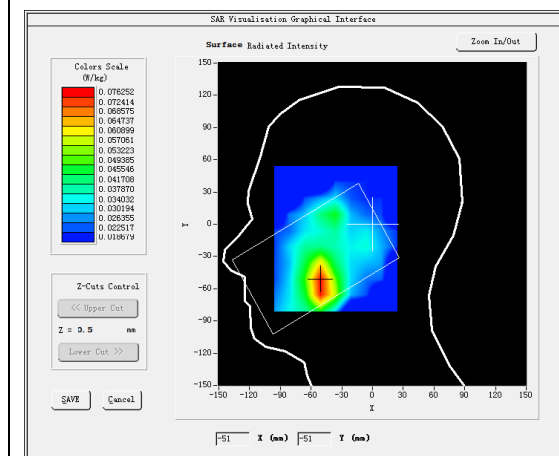 SAR Visualisation Graphical Interface
Surface Radiated Intensity
Zoom In/Out
Colors Scale
(W/kg)
0.076252
0.072414
0.068575
0.064737
0.060899
0.057061
0.053223
0.049385
0.045546
0.041708
0.037870
0.034032
0.030194
0.026355
0.022517
0.018679
Z-Cuts Control
<< Upper Cut
Z = 0.5 mm
Lower Cut >>
SAVE
Cancel
150
120
90
60
30
0
-30
-60
-90
-120
-150
Y
-150 -120 -90 -60 -30 0 30 60 90 120 150
X
-51 X (mm) -51 Y (mm)